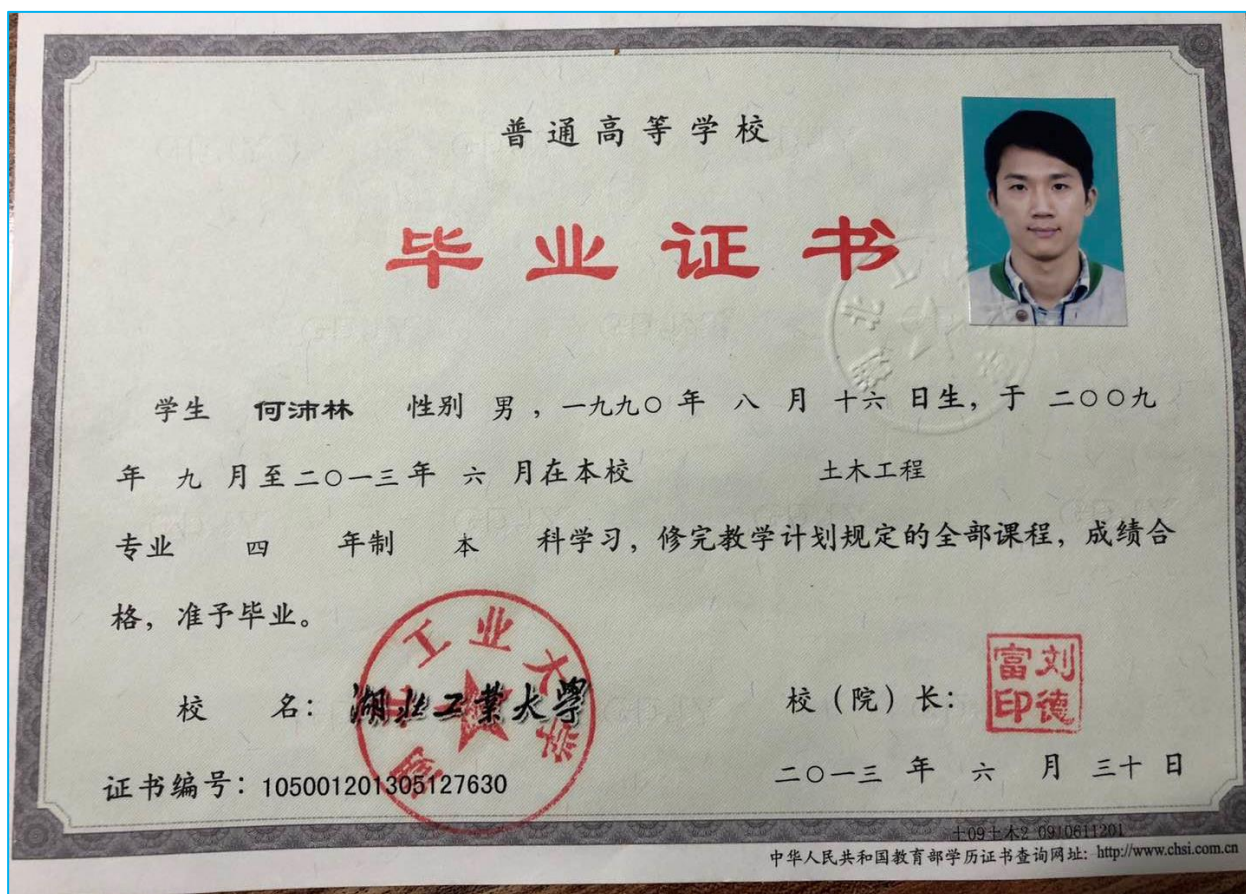 普通高等学校
毕业证书
学生 何沛林 性别 男，一九九〇年 八 月 十六 日生，于 二〇〇九
年 九 月至二〇一三年 六 月在本校 土木工程
专业 四 年制 本 科学习，修完教学计划规定的全部课程，成绩合
格，准予毕业。
湖北工业大学
校 名：湖北工業大學
校（院）长：
刘德富印
证书编号：105001201305127630
二〇一三 年 六 月 三十 日
土09土木2 0910611201
中华人民共和国教育部学历证书查询网址：http://www.chsi.com.cn